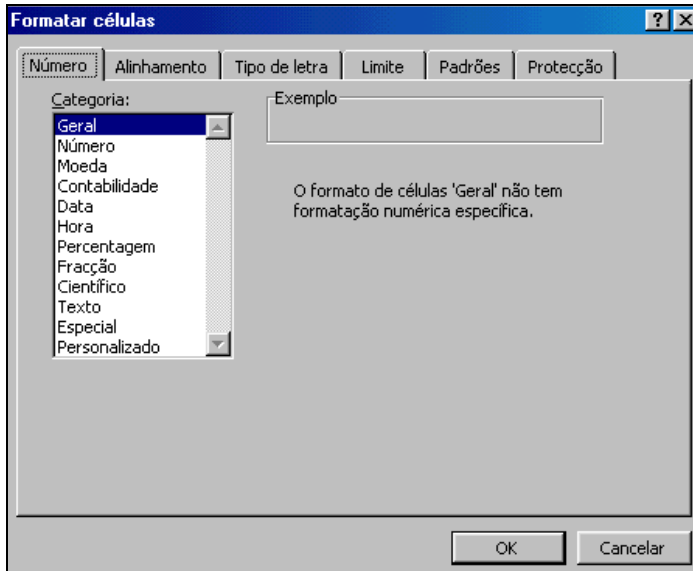 Formatar células
Número Alinhamento Tipo de letra Limite Padrões Protecção
Categoria:
Geral
Número
Moeda
Contabilidade
Data
Hora
Percentagem
Fracção
Científico
Texto
Especial
Personalizado
Exemplo
O formato de células 'Geral' não tem
formatação numérica específica.
OK Cancelar